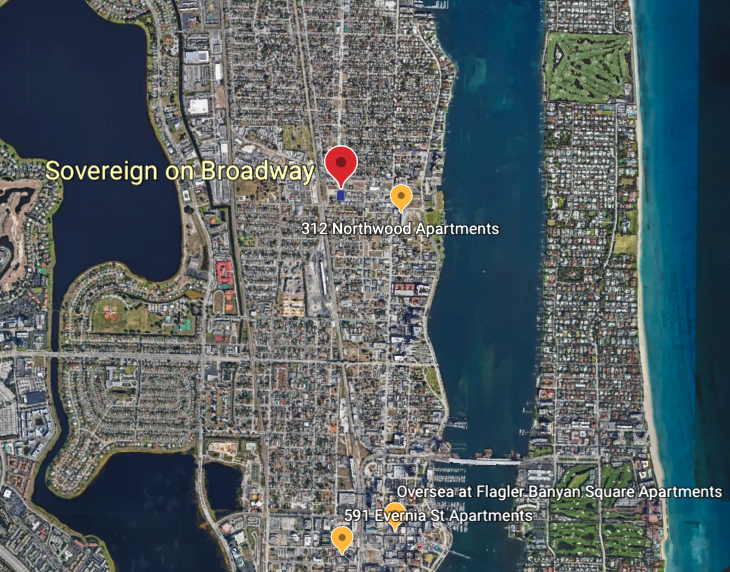 Sovereign on Broadway
312 Northwood Apartments
Oversea at Flagler Banyan Square Apartments
591 Evernia St Apartments